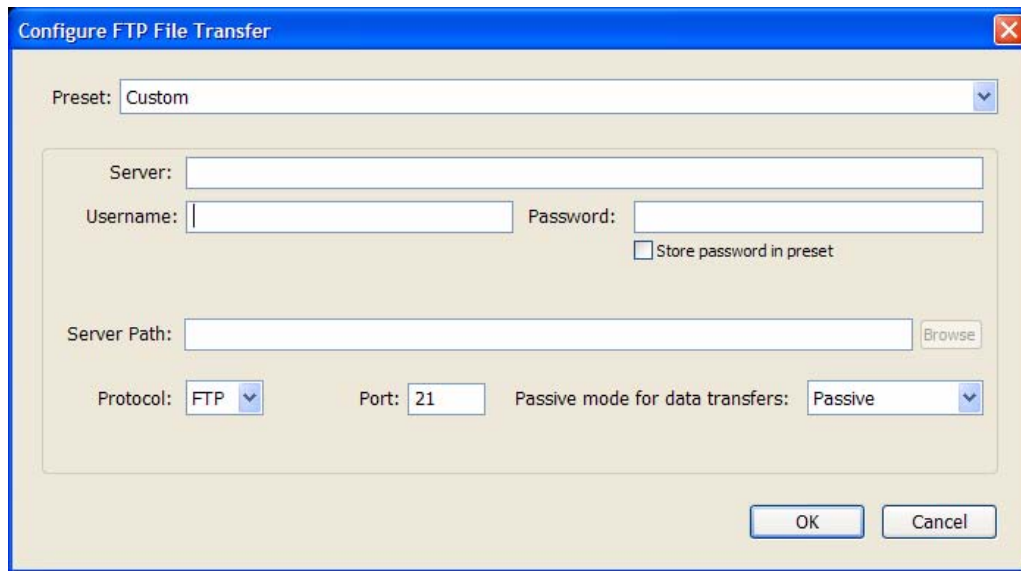 Configure FTP File Transfer
Preset: Custom
Server:
Username: Password:
Store password in preset
Server Path: Browse
Protocol: FTP Port: 21 Passive mode for data transfers: Passive
OK Cancel